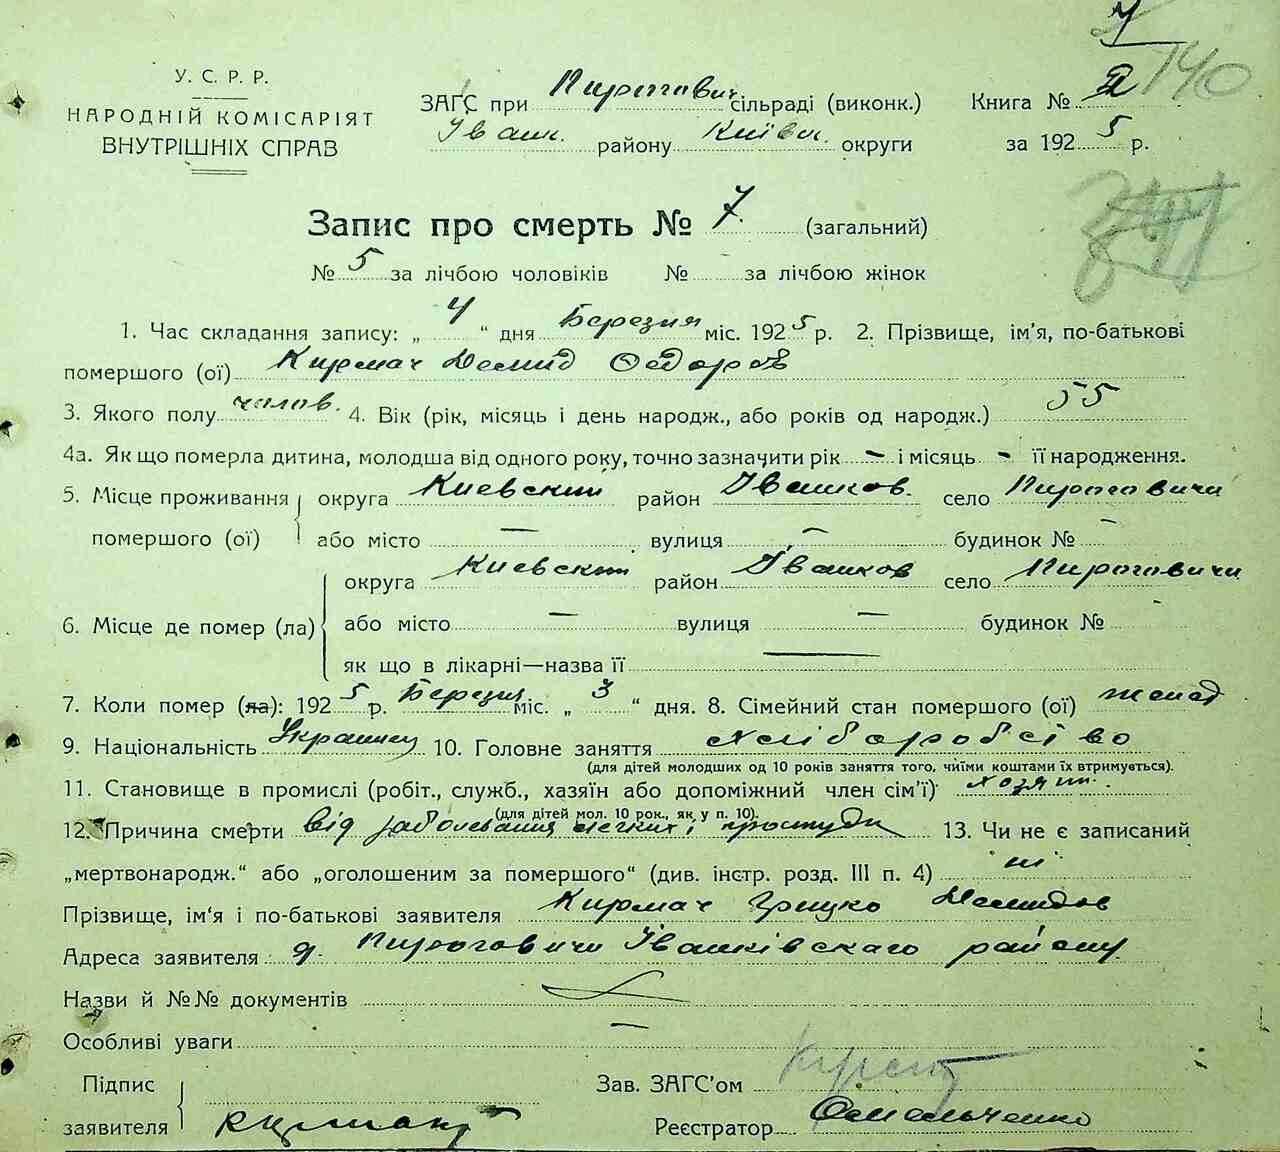 140
У. С. Р. Р.
НАРОДНІЙ КОМІСАРІЯТ
ВНУТРІШНІХ СПРАВ
ЗАГС при Пирогович сільраді (виконк.)
Іванк. району Київск. округи
Книга № 2
за 1925 р.
Запис про смерть № 7 (загальний)
№ 5 за лічбою чоловіків № за лічбою жінок
1. Час складання запису: „ 4 “ дня Березня міс. 1925 р. 2. Прізвище, ім'я, по-батькові
помершого (ої) Кирмач Демид Федоров
3. Якого полу чолов. 4. Вік (рік, місяць і день народж., або років од народж.) 55
4а. Як що померла дитина, молодша від одного року, точно зазначити рік – і місяць – її народження.
5. Місце проживання помершого (ої) округа Киевский район Іванков. село Пироговичи
або місто — вулиця — будинок № –
6. Місце де помер (ла) округа Киевский район Іванков село Пироговичи
або місто — вулиця — будинок №
як що в лікарні—назва її —
7. Коли помер (ла): 1925 р. Березня міс. „ 3 “ дня. 8. Сімейний стан помершого (ої) женат
9. Національність Украинец 10. Головне заняття хліборобство
(для дітей молодших од 10 років заняття того, чиїми коштами їх втримується).
11. Становище в промислі (робіт., служб., хазяїн або допоміжний член сім'ї) хозяин.
(для дітей мол. 10 рок., як у п. 10).
12. Причина смерти від заболевания легких і простуди 13. Чи не є записаний
„мертвонародж.“ або „оголошеним за помершого“ (див. інстр. розд. III п. 4) ні
Прізвище, ім'я і по-батькові заявителя Кирмач Грицко Демидов
Адреса заявителя: д. Пироговичи Іванківскаго району
Назви й №№ документів
Особливі уваги —
Підпис заявителя Кирмач
Зав. ЗАГС'ом
Реєстратор Омельченко